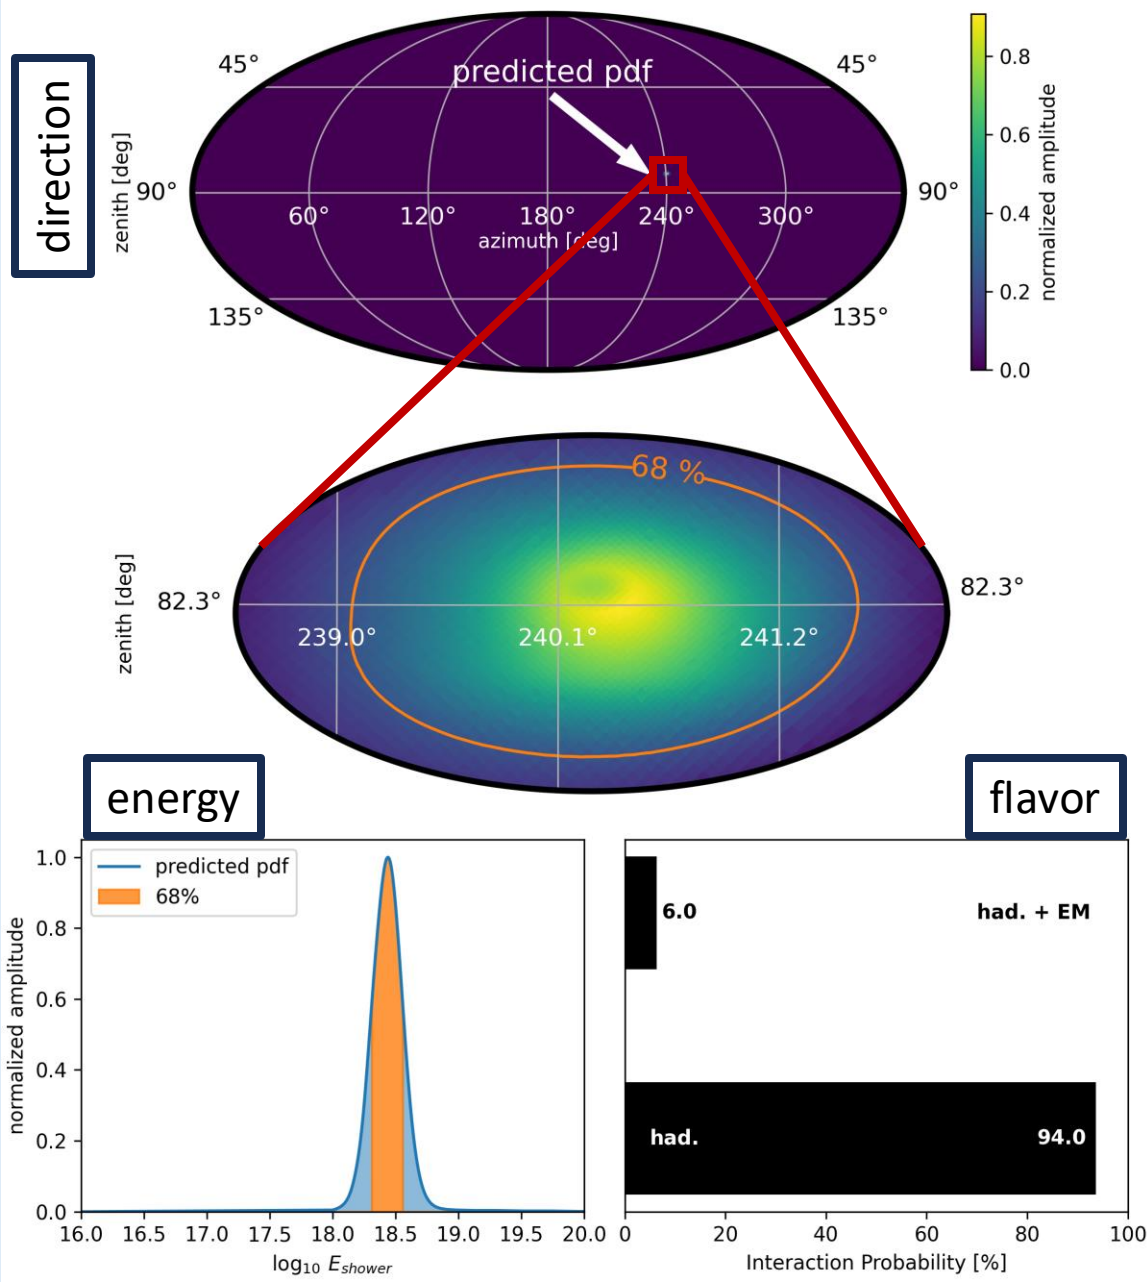 direction
zenith [deg]
45°
90°
135°
predicted pdf
60° 120° 180° 240° 300°
azimuth [deg]
45°
90°
135°
0.8
0.6
0.4
0.2
0.0
normalized amplitude
68 %
zenith [deg]
82.3°
239.0° 240.1° 241.2°
82.3°
energy
normalized amplitude
1.0
0.8
0.6
0.4
0.2
0.0
predicted pdf
68%
16.0 16.5 17.0 17.5 18.0 18.5 19.0 19.5 20.0
log₁₀ E_shower
flavor
6.0 had. + EM
had. 94.0
0 20 40 60 80 100
Interaction Probability [%]